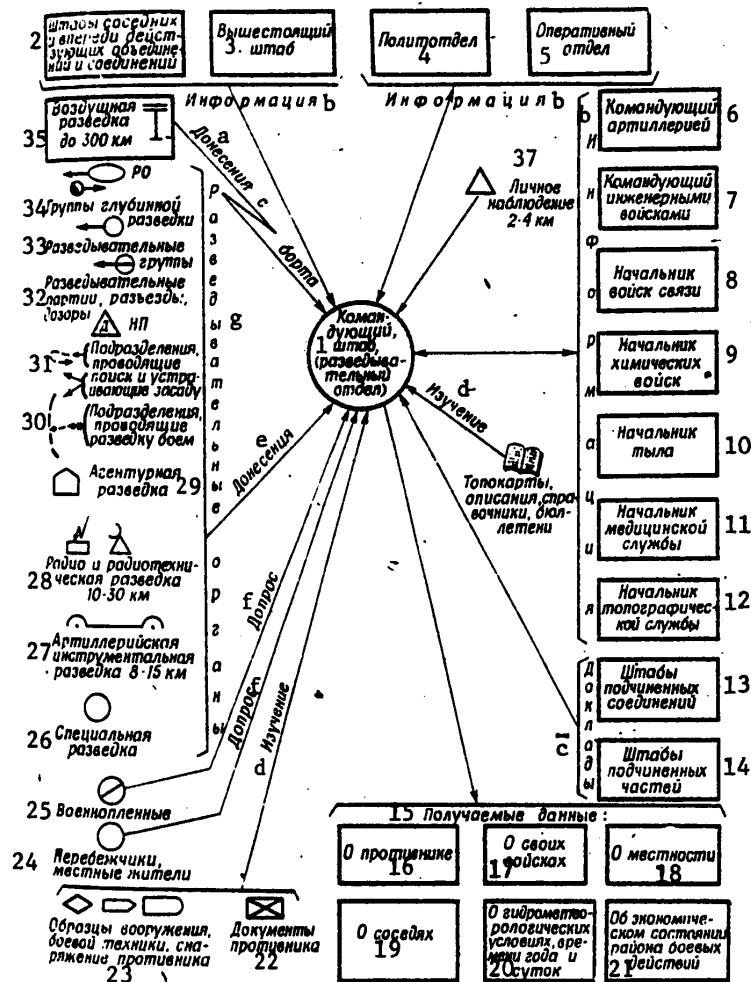 2
Штабы соседних
и впереди дейст-
зующих объедине-
ний и соединений
Вышестоящий
3. штаб
Политотдел
4
Оперативный
5 отдел
Информация b
Информация b
35
Воздушная
разведка
до 300 км
a
Донесения с
борта
РО
34 Группы глубинной
разведки
33 Разведывательные
группы
32 Разведывательные
партии, разъезды,
дозоры
Д НП
31 Подразделения,
проводящие
поиск и устра-
ивающие засаду
30 Подразделения,
проводящие
разведку боем
Агентурная
разведка 29
28 Радио и радиотехни-
ческая разведка
10-30 км
27 Артиллерийская
инструментальная
разведка 8-15 км
26 Специальная
разведка
Разведывательные органы
g
e
Донесения
25 Военнопленные
f
Допрос
24 Перебежчики,
местные жители
f
Допрос
Образцы вооружения,
боевой техники, сна-
ряжение противника
23
Документы
противника
22
d
Изучение
1
Коман-
дующий,
штаб,
(разведыва-
тельный
отдел)
37
Личное
наблюдение
2-4 км
d
Изучение
Топокарты,
описания, спра-
вочники, бюл-
летени
b
Информация
Командующий
артиллерией
6
Командующий
инженерными
войсками
7
Начальник
войск связи
8
Начальник
химических
войск
9
Начальник
тыла
10
Начальник
медицинской
службы
11
Начальник
топографичес-
кой службы
12
Доклады
c
Штабы
подчиненных
соединений
13
Штабы
подчиненных
частей
14
15 Получаемые данные:
О противнике
16
О своих
войсках
17
О местности
18
О соседях
19
О гидрометео-
рологических
условиях, вре-
мени года и
20 суток
Об экономиче-
ском состоянии
района боевых
21 действий